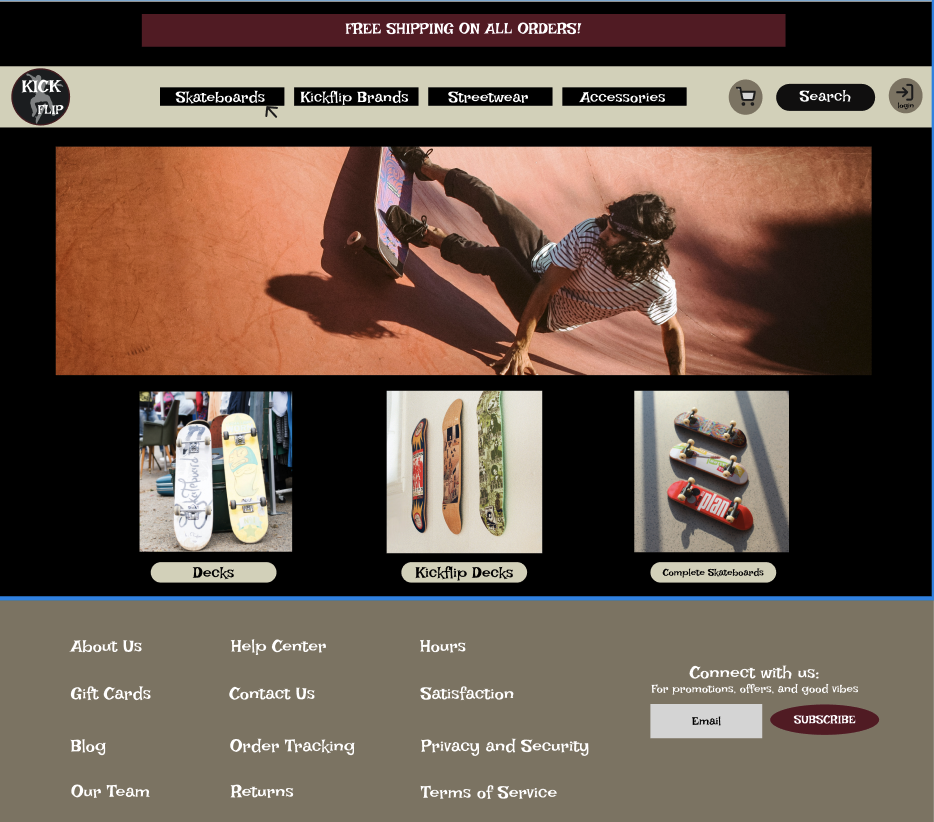 FREE SHIPPING ON ALL ORDERS!
KICK
FLIP
Skateboards
Kickflip Brands
Streetwear
Accessories
Search
login
plan
Decks
Kickflip Decks
Complete Skateboards
About Us
Help Center
Hours
Gift Cards
Contact Us
Satisfaction
Blog
Order Tracking
Privacy and Security
Our Team
Returns
Terms of Service
Connect with us:
For promotions, offers, and good vibes
Email
SUBSCRIBE